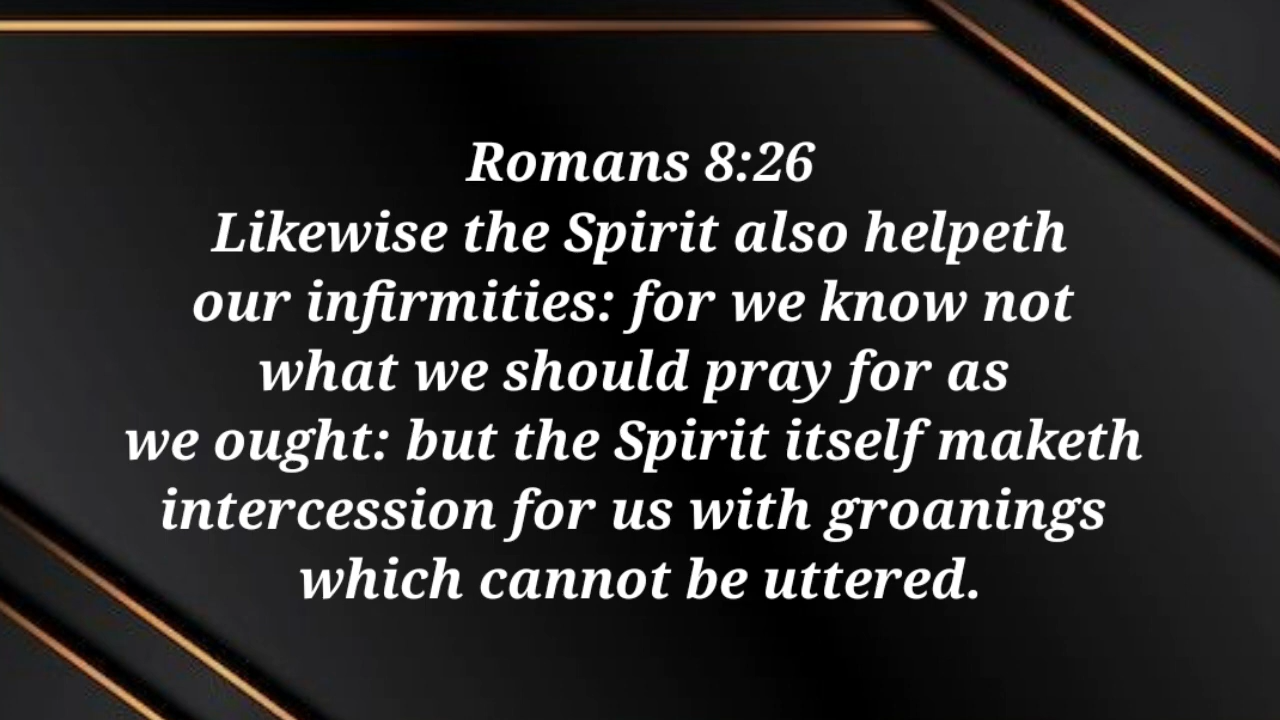 Romans 8:26
Likewise the Spirit also helpeth
our infirmities: for we know not
what we should pray for as
we ought: but the Spirit itself maketh
intercession for us with groanings
which cannot be uttered.